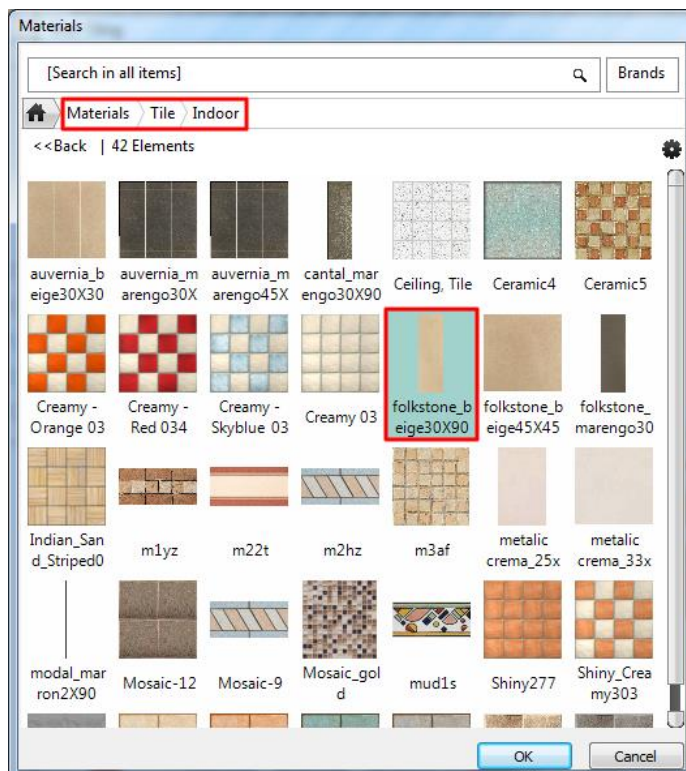 Materials
[Search in all items]
Brands
Materials Tile Indoor
<<Back | 42 Elements
auvernia_b
eige30X30
auvernia_m
arengo30X
auvernia_m
arengo45X
cantal_mar
engo30X90
Ceiling, Tile
Ceramic4
Ceramic5
Creamy -
Orange 03
Creamy -
Red 034
Creamy -
Skyblue 03
Creamy 03
folkstone_b
eige30X90
folkstone_b
eige45X45
folkstone_
marengo30
Indian_San
d_Striped0
m1yz
m22t
m2hz
m3af
metalic
crema_25x
metalic
crema_33x
modal_mar
ron2X90
Mosaic-12
Mosaic-9
Mosaic_gol
d
mud1s
Shiny277
Shiny_Crea
my303
OK
Cancel